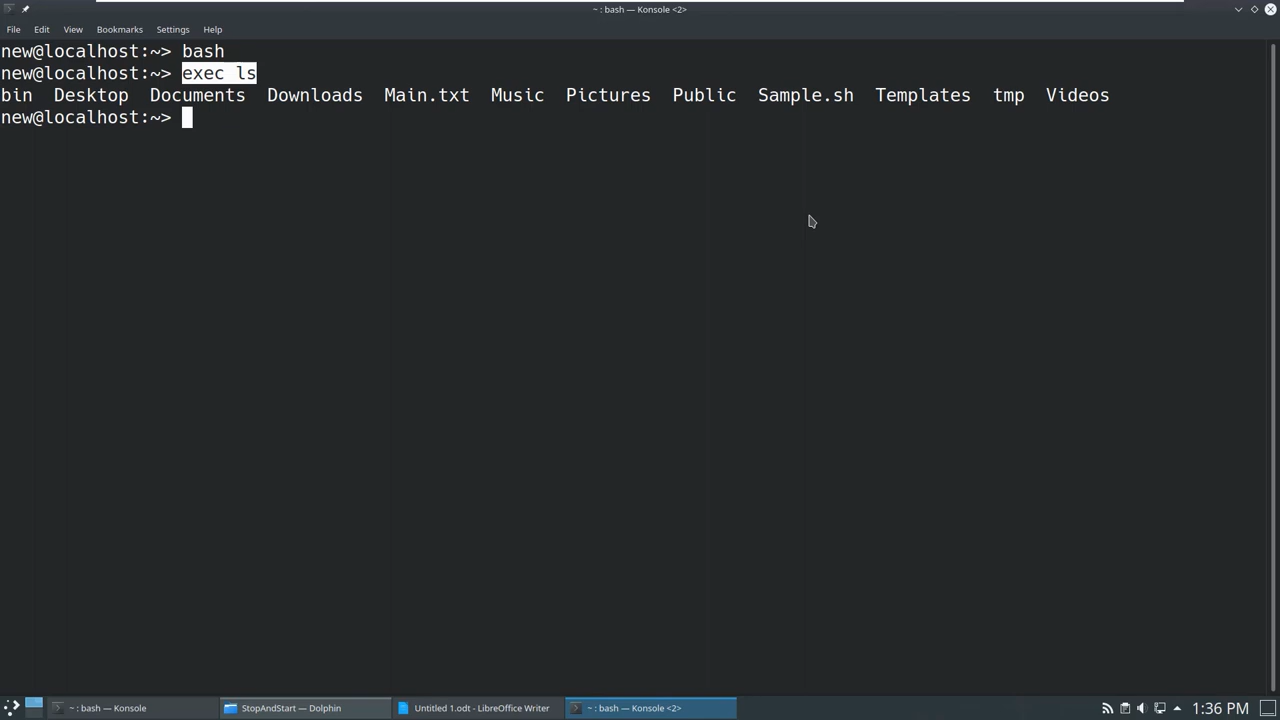 ~ : bash — Konsole <2>
File Edit View Bookmarks Settings Help
new@localhost:~> bash
new@localhost:~> exec ls
bin Desktop Documents Downloads Main.txt Music Pictures Public Sample.sh Templates tmp Videos
new@localhost:~>
~ : bash — Konsole StopAndStart — Dolphin Untitled 1.odt - LibreOffice Writer ~ : bash — Konsole <2> 1:36 PM